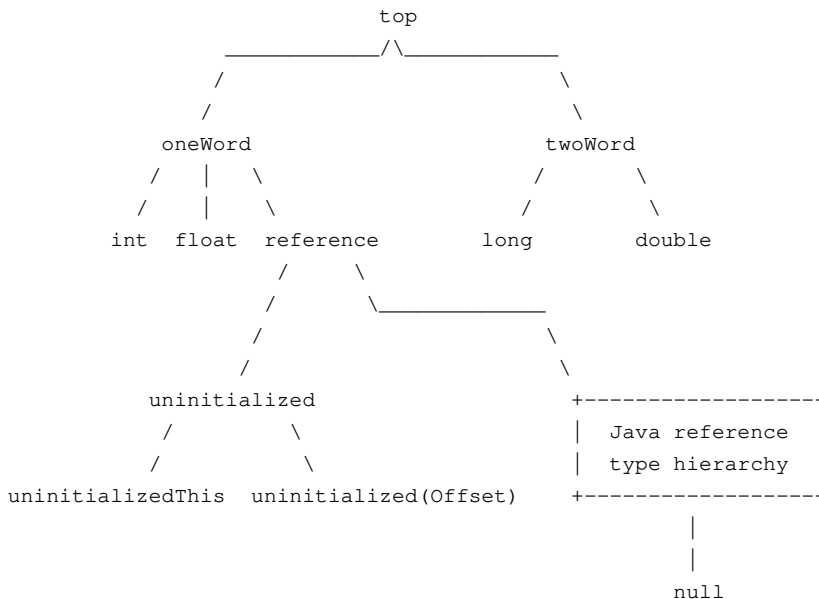 top
oneWord twoWord
int float reference long double
uninitialized
Java reference
type hierarchy
uninitializedThis uninitialized(Offset)
null